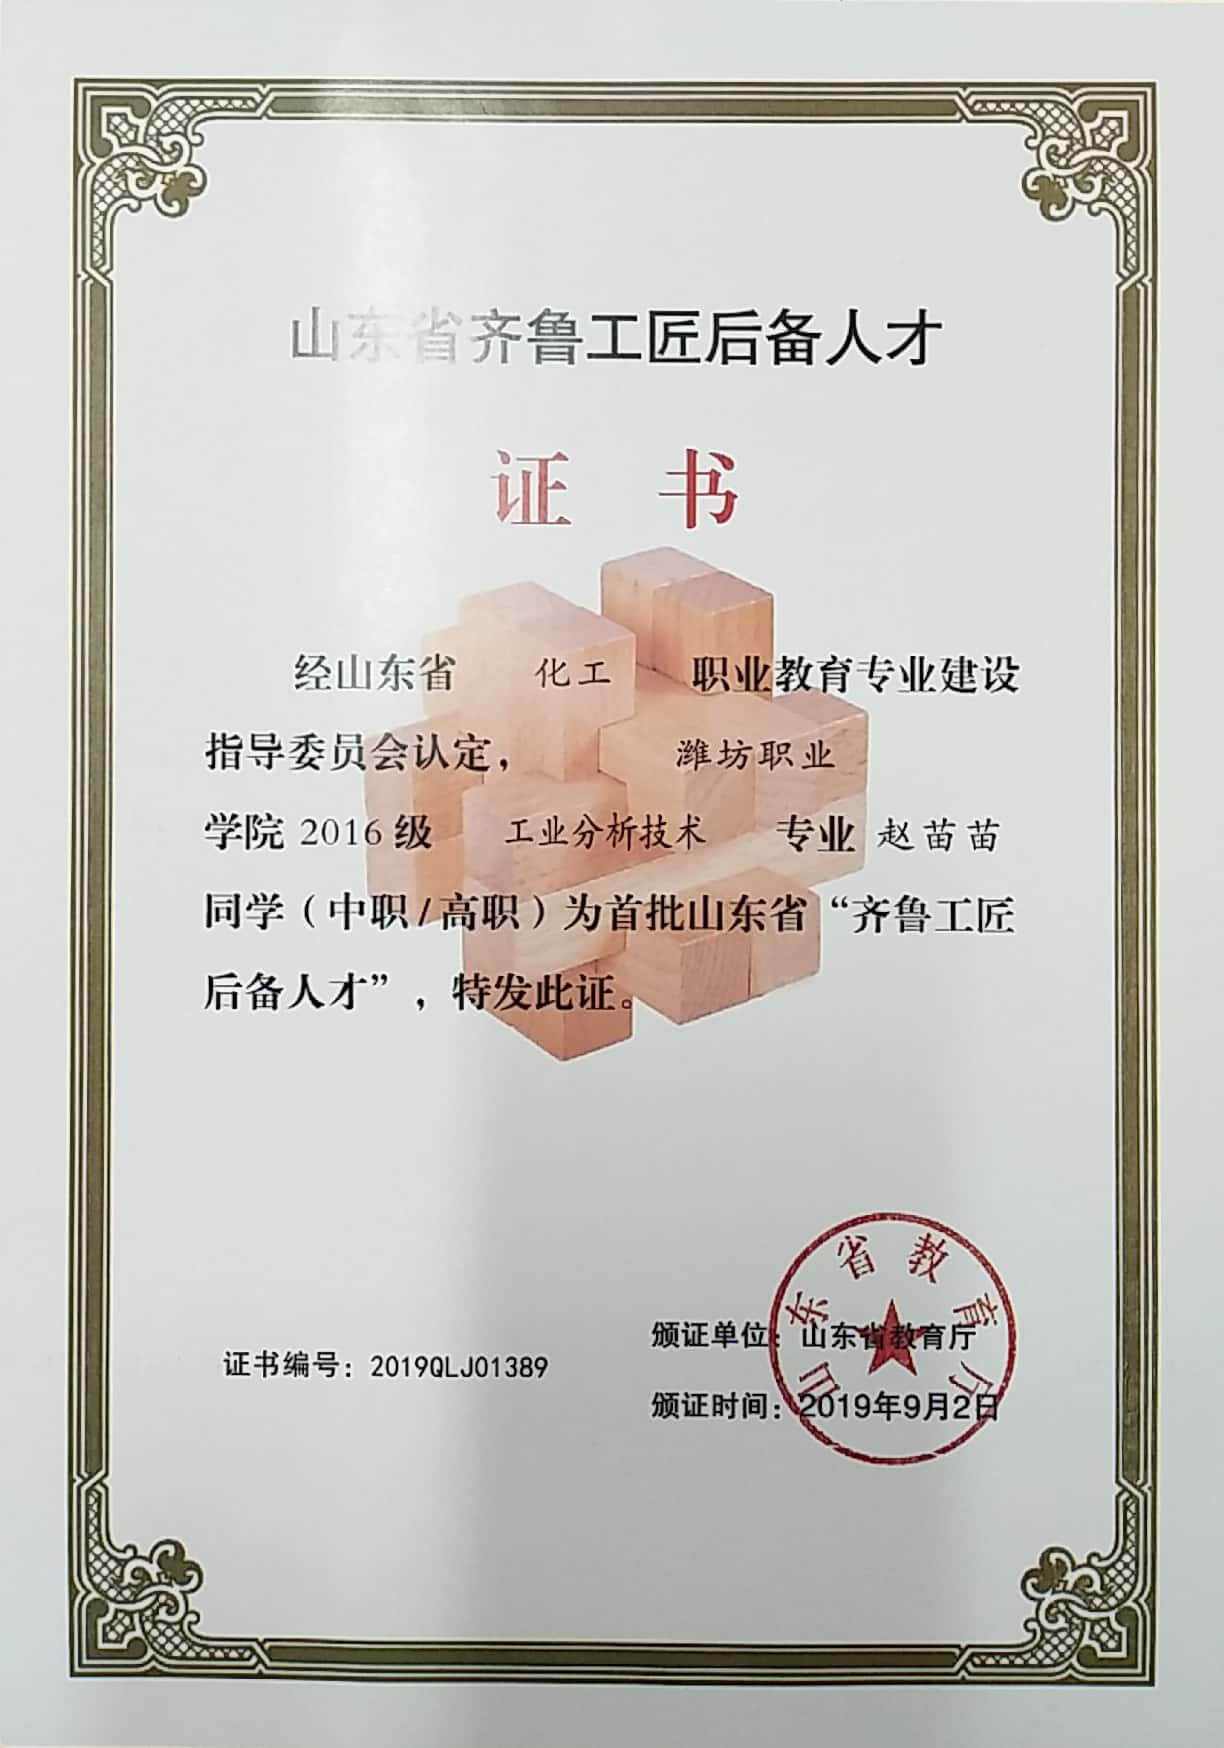 山东省齐鲁工匠后备人才
证书
经山东省 化工 职业教育专业建设
指导委员会认定， 潍坊职业
学院 2016 级 工业分析技术 专业 赵苗苗
同学（中职/高职）为首批山东省“齐鲁工匠
后备人才”，特发此证。
山东省教育厅
颁证单位：山东省教育厅
证书编号：2019QLJ01389
颁证时间：2019年9月2日